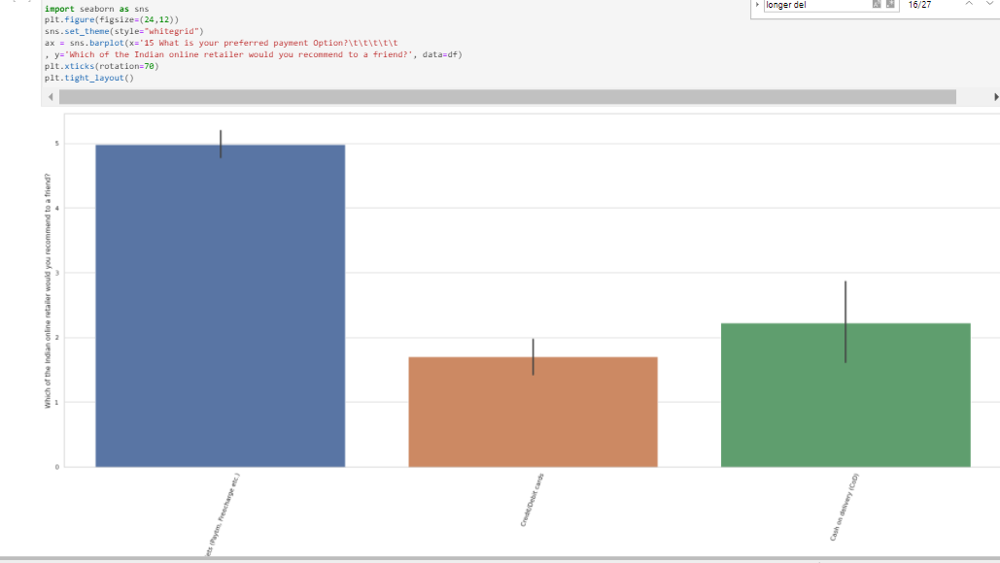 longer del
16/27
import seaborn as sns
plt.figure(figsize=(24,12))
sns.set_theme(style="whitegrid")
ax = sns.barplot(x='15 What is your preferred payment Option?\t\t\t\t\t
, y='Which of the Indian online retailer would you recommend to a friend?', data=df)
plt.xticks(rotation=70)
plt.tight_layout()
Which of the Indian online retailer would you recommend to a friend?
5
4
3
2
1
0
ets (Paytm, Freecharge etc.)
Credit/Debit cards
Cash on delivery (CoD)